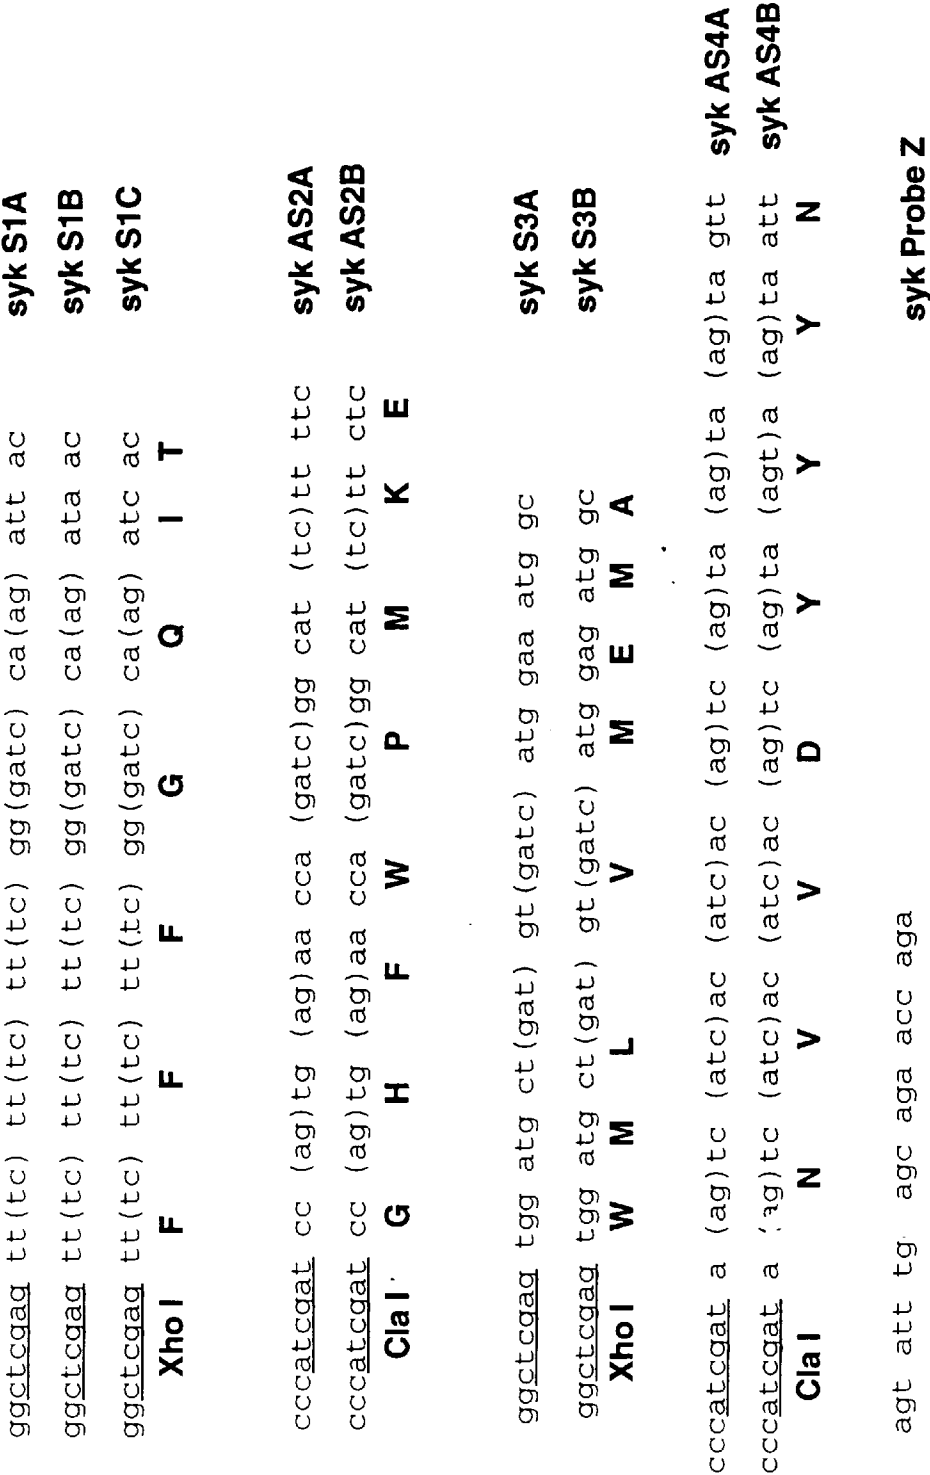 ggctcgag tt(tc) tt(tc) tt(tc) gg(gatc) ca(ag) att ac syk S1A
ggctcgag tt(tc) tt(tc) tt(tc) gg(gatc) ca(ag) ata ac syk S1B
ggctcgag tt(tc) tt(tc) tt(tc) gg(gatc) ca(ag) atc ac syk S1C
Xho I F F F G Q I T
cccatcgat cc (ag)tg (ag)aa cca (gatc)gg cat (tc)tt ttc syk AS2A
cccatcgat cc (ag)tg (ag)aa cca (gatc)gg cat (tc)tt ctc syk AS2B
Cla I G H F W P M K E
ggctcgag tgg atg ct(gat) gt(gatc) atg gaa atg gc syk S3A
ggctcgag tgg atg ct(gat) gt(gatc) atg gag atg gc syk S3B
Xho I W M L V M E M A
cccatcgat a (ag)tc (atc)ac (atc)ac (ag)tc (ag)ta (ag)ta (ag)ta gtt syk AS4A
cccatcgat a (ag)tc (atc)ac (atc)ac (ag)tc (ag)ta (agt)a (ag)ta att syk AS4B
Cla I N V V D Y Y Y N
agt att tg agc aga acc aga syk Probe Z